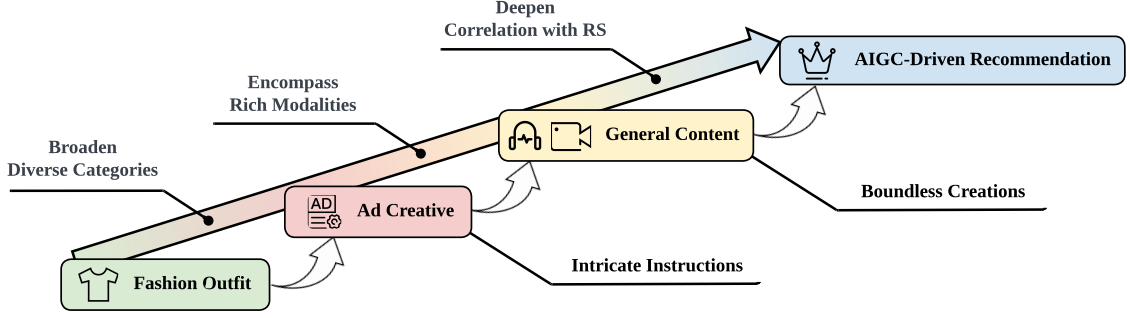 Deepen
Correlation with RS
AIGC-Driven Recommendation
Encompass
Rich Modalities
General Content
Broaden
Diverse Categories
Boundless Creations
AD
Ad Creative
Intricate Instructions
Fashion Outfit